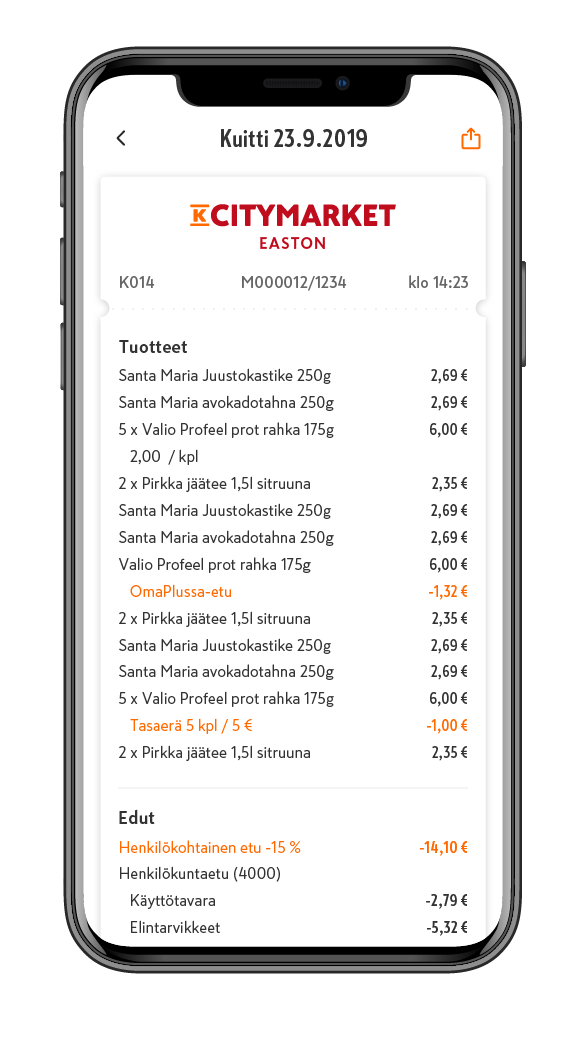 Kuitti 23.9.2019
K CITYMARKET
EASTON
K014 M000012/1234 klo 14:23
Tuotteet
Santa Maria Juustokastike 250g 2,69 €
Santa Maria avokadotahna 250g 2,69 €
5 x Valio Profeel prot rahka 175g 6,00 €
2,00 / kpl
2 x Pirkka jäätee 1,5l sitruuna 2,35 €
Santa Maria Juustokastike 250g 2,69 €
Santa Maria avokadotahna 250g 2,69 €
Valio Profeel prot rahka 175g 6,00 €
OmaPlussa-etu -1,32 €
2 x Pirkka jäätee 1,5l sitruuna 2,35 €
Santa Maria Juustokastike 250g 2,69 €
Santa Maria avokadotahna 250g 2,69 €
5 x Valio Profeel prot rahka 175g 6,00 €
Tasaerä 5 kpl / 5 € -1,00 €
2 x Pirkka jäätee 1,5l sitruuna 2,35 €
Edut
Henkilökohtainen etu -15 % -14,10 €
Henkilökuntaetu (4000)
Käyttötavara -2,79 €
Elintarvikkeet -5,32 €